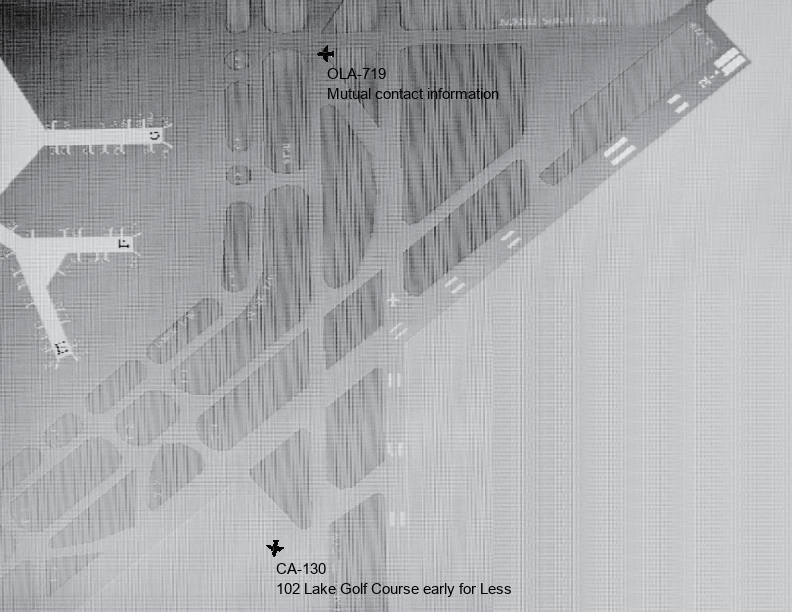 OLA-719
Mutual contact information
G
F
E
CA-130
102 Lake Golf Course early for Less